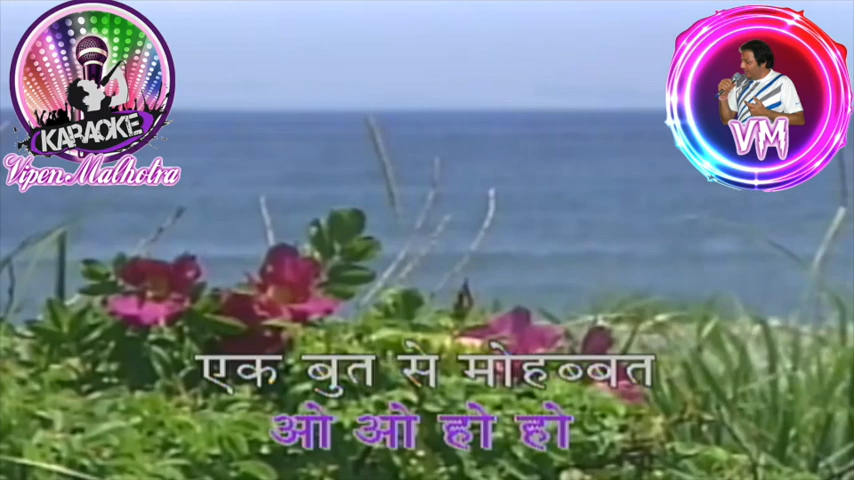 KARAOKE
Vipen Malhotra
VM
एक बुत से मोहब्बत
ओ ओ हो हो